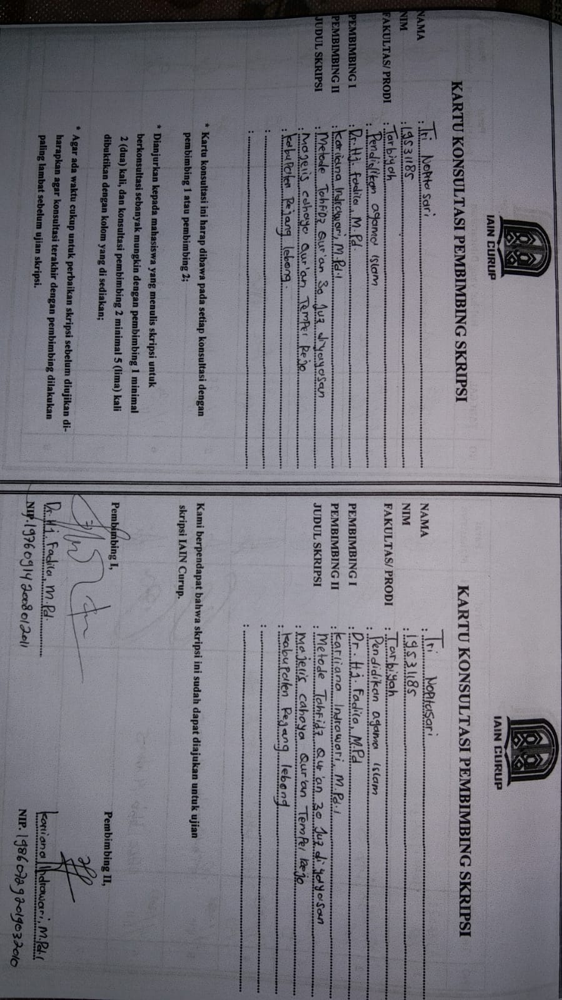 IAIN CURUP
KARTU KONSULTASI PEMBIMBING SKRIPSI
NAMA : Tri Nopita sari
NIM : 19531185
FAKULTAS/ PRODI : Tarbiyah
: Pendidikan agama islam
PEMBIMBING I : Dr. Hj. Fadila, M.Pd.
PEMBIMBING II : Karliana Indrawari, M.Pd.I
JUDUL SKRIPSI : Metode Tahfidz Qur'an 30 Juz diyayasan
: Majelis cahaya Qur'an Tempel Rejo
: Kabupaten Rejang lebong.
:
:
* Kartu konsultasi ini harap dibawa pada setiap konsultasi dengan
pembimbing 1 atau pembimbing 2;
* Dianjurkan kepada mahasiswa yang menulis skripsi untuk
berkonsultasi sebanyak mungkin dengan pembimbing 1 minimal
2 (dua) kali, dan konsultasi pembimbing 2 minimal 5 (lima) kali
dibuktikan dengan kolom yang di sediakan;
* Agar ada waktu cukup untuk perbaikan skripsi sebelum diujikan di-
harapkan agar konsultasi terakhir dengan pembimbing dilakukan
paling lambat sebelum ujian skripsi.
IAIN CURUP
KARTU KONSULTASI PEMBIMBING SKRIPSI
NAMA : Tri Nopitasari
NIM : 19531185
FAKULTAS/ PRODI : Tarbiyah
: Pendidikan agama islam
PEMBIMBING I : Dr. Hj. Fadila, M.Pd
PEMBIMBING II : Karliana Indrawari, M.Pd.I
JUDUL SKRIPSI : Metode Tahfidz Qur'an 30 Juz di yayasan
: Majelis cahaya Qur'an Tempel Rejo
: Kabupaten Rejang lebong
:
:
Kami berpendapat bahwa skripsi ini sudah dapat diajukan untuk ujian
skripsi IAIN Curup.
Pembimbing I,
Dr. Hj. Fadila, M.Pd.
NIP. 197609142008012011
Pembimbing II,
Karliana Indrawari, M.Pd.I
NIP. 198607292019032010